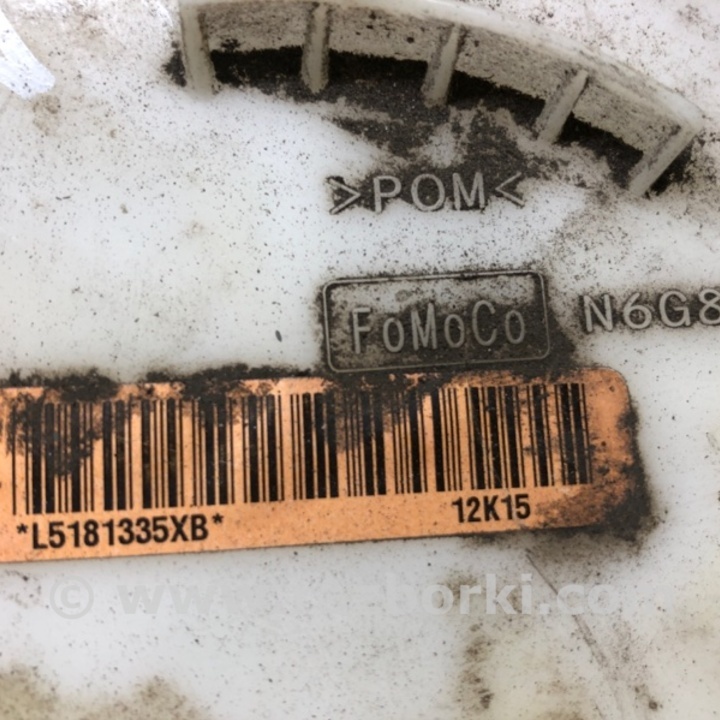 >POM<
FoMoCo
N6G8
*L5181335XB*
12K15